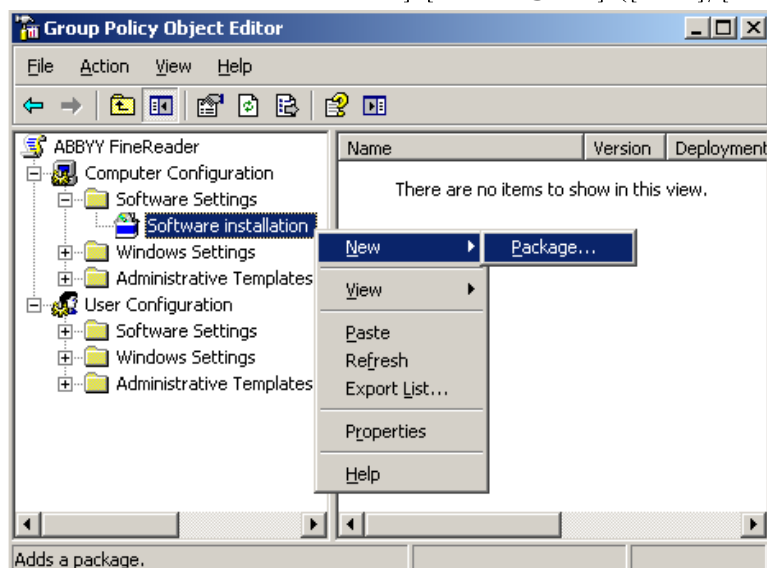 Group Policy Object Editor
File Action View Help
ABBYY FineReader
Computer Configuration
Software Settings
Software installation
Windows Settings
Administrative Templates
User Configuration
Software Settings
Windows Settings
Administrative Templates
Name Version Deployment
There are no items to show in this view.
New
Package...
View
Paste
Refresh
Export List...
Properties
Help
Adds a package.